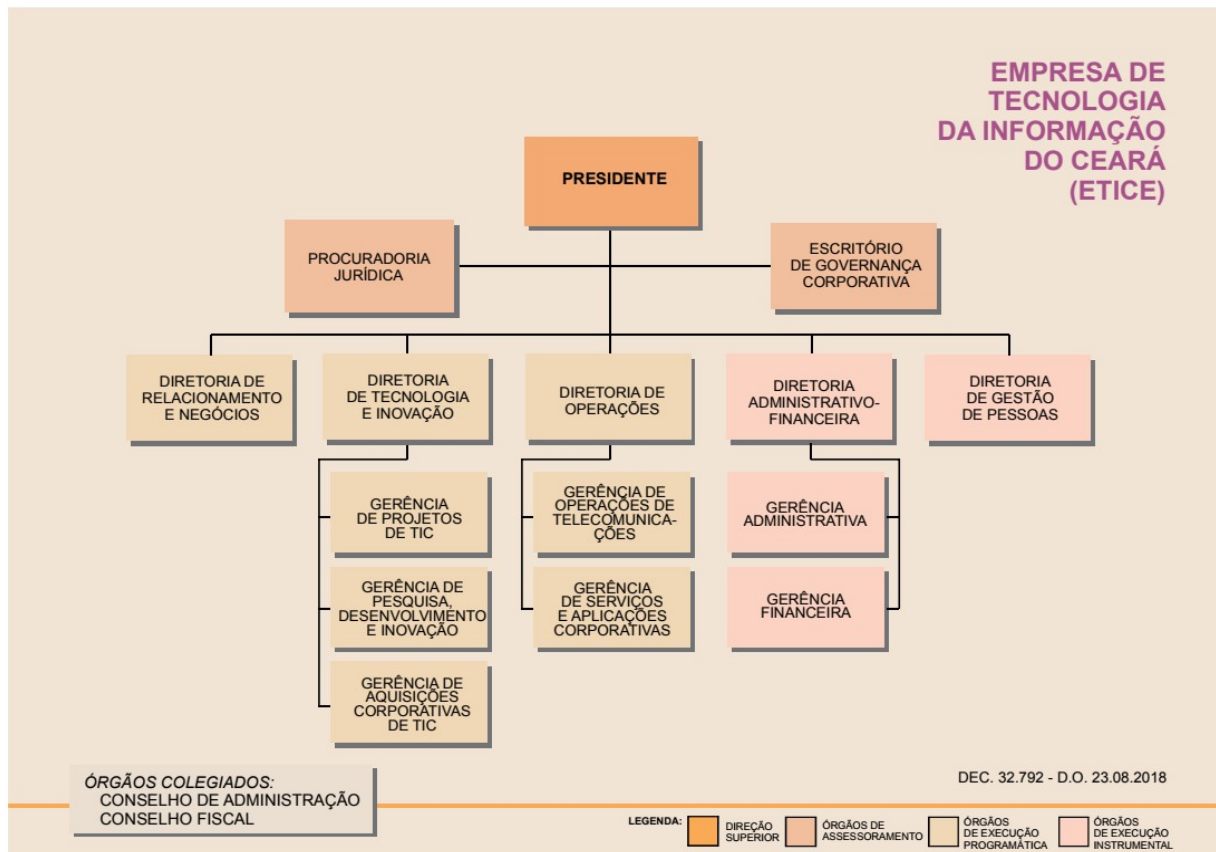 EMPRESA DE
TECNOLOGIA
DA INFORMAÇÃO
DO CEARÁ
(ETICE)
PRESIDENTE
PROCURADORIA
JURÍDICA
ESCRITÓRIO
DE GOVERNANÇA
CORPORATIVA
DIRETORIA DE
RELACIONAMENTO
E NEGÓCIOS
DIRETORIA
DE TECNOLOGIA
E INOVAÇÃO
DIRETORIA DE
OPERAÇÕES
DIRETORIA
ADMINISTRATIVO-
FINANCEIRA
DIRETORIA
DE GESTÃO
DE PESSOAS
GERÊNCIA
DE PROJETOS
DE TIC
GERÊNCIA DE
OPERAÇÕES DE
TELECOMUNICA-
ÇÕES
GERÊNCIA
ADMINISTRATIVA
GERÊNCIA DE
PESQUISA,
DESENVOLVIMENTO
E INOVAÇÃO
GERÊNCIA
DE SERVIÇOS
E APLICAÇÕES
CORPORATIVAS
GERÊNCIA
FINANCEIRA
GERÊNCIA DE
AQUISIÇÕES
CORPORATIVAS
DE TIC
ÓRGÃOS COLEGIADOS:
CONSELHO DE ADMINISTRAÇÃO
CONSELHO FISCAL
DEC. 32.792 - D.O. 23.08.2018
LEGENDA:
DIREÇÃO
SUPERIOR
ÓRGÃOS DE
ASSESSORAMENTO
ÓRGÃOS
DE EXECUÇÃO
PROGRAMÁTICA
ÓRGÃOS
DE EXECUÇÃO
INSTRUMENTAL